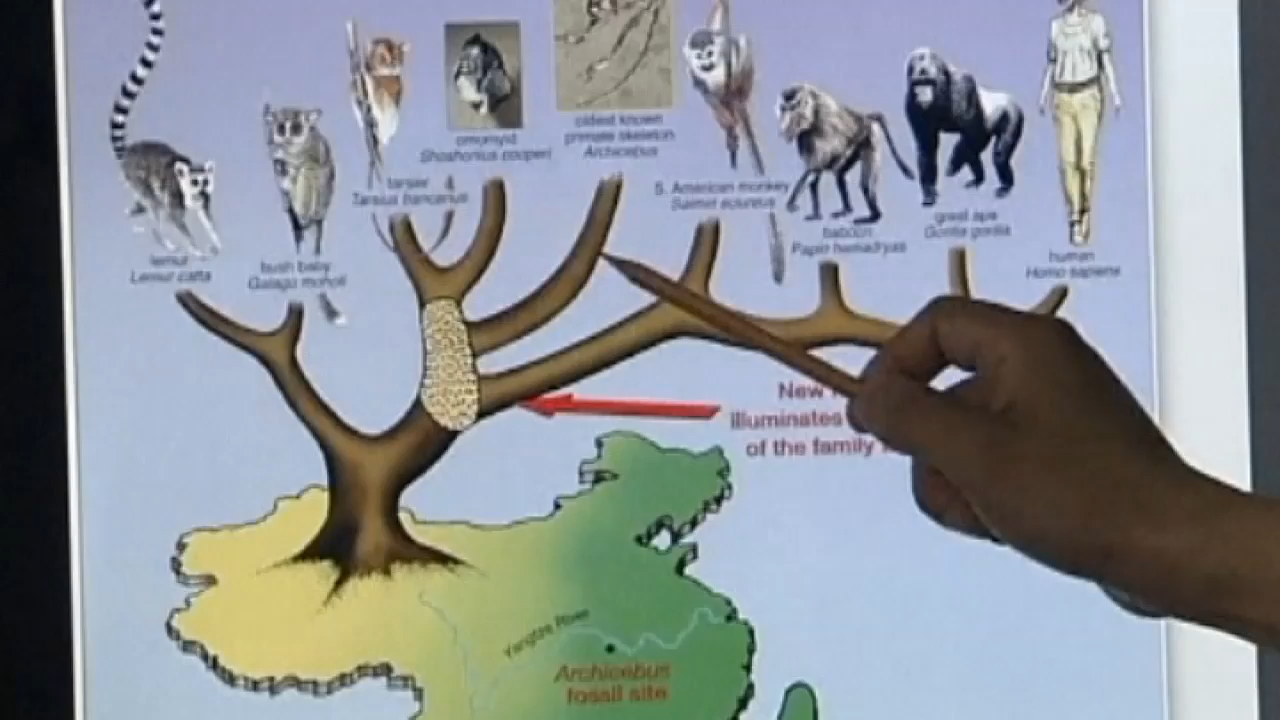 omomyid
Shoshonius cooperi
oldest known
primate skeleton
Archicebus
tarsier
Tarsius bancanus
S. American monkey
Saimiri sciureus
baboon
Papio hamadryas
great ape
Gorilla gorilla
lemur
Lemur catta
bush baby
Galago moholi
human
Homo sapiens
New
illuminates
of the family
Yangtze River
Archicebus
fossil site